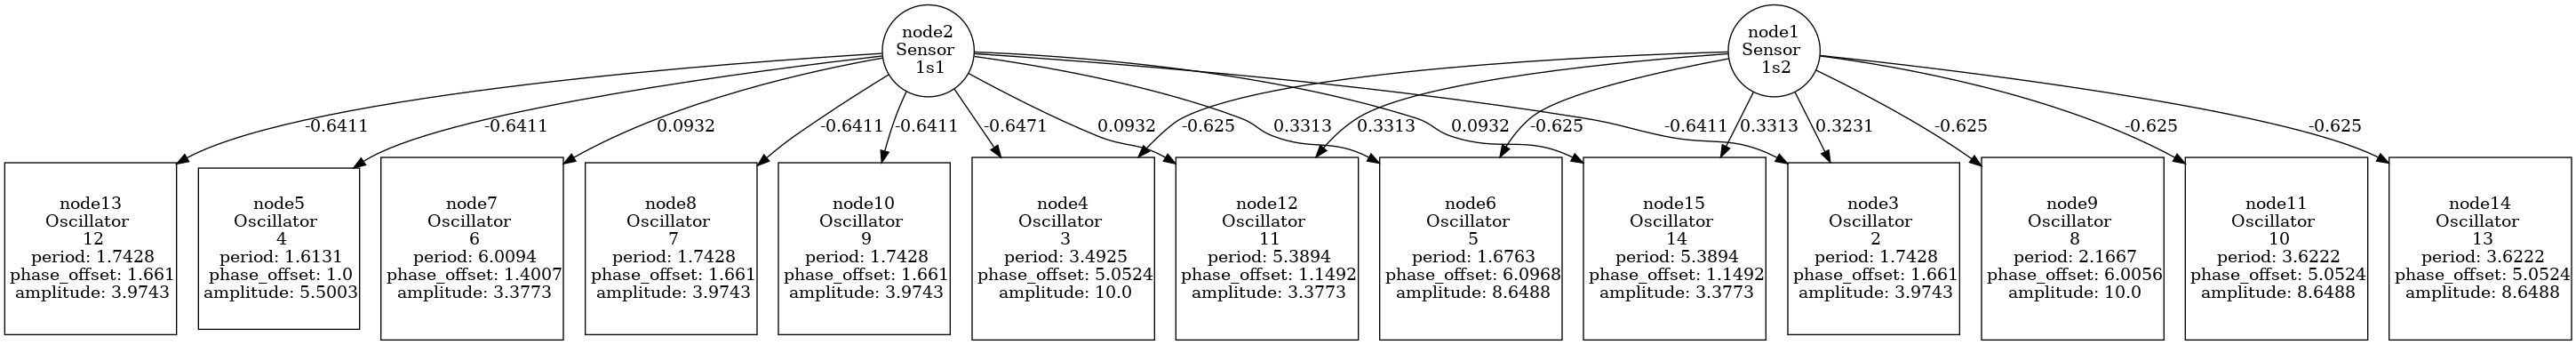 node2
Sensor
1s1
node1
Sensor
1s2
-0.6411
-0.6411
0.0932
-0.6411
-0.6411
-0.6471
0.0932
-0.625
0.3313
0.3313
0.0932
-0.625
-0.6411
0.3313
0.3231
-0.625
-0.625
-0.625
node13
Oscillator
12
period: 1.7428
phase_offset: 1.661
amplitude: 3.9743
node5
Oscillator
4
period: 1.6131
phase_offset: 1.0
amplitude: 5.5003
node7
Oscillator
6
period: 6.0094
phase_offset: 1.4007
amplitude: 3.3773
node8
Oscillator
7
period: 1.7428
phase_offset: 1.661
amplitude: 3.9743
node10
Oscillator
9
period: 1.7428
phase_offset: 1.661
amplitude: 3.9743
node4
Oscillator
3
period: 3.4925
phase_offset: 5.0524
amplitude: 10.0
node12
Oscillator
11
period: 5.3894
phase_offset: 1.1492
amplitude: 3.3773
node6
Oscillator
5
period: 1.6763
phase_offset: 6.0968
amplitude: 8.6488
node15
Oscillator
14
period: 5.3894
phase_offset: 1.1492
amplitude: 3.3773
node3
Oscillator
2
period: 1.7428
phase_offset: 1.661
amplitude: 3.9743
node9
Oscillator
8
period: 2.1667
phase_offset: 6.0056
amplitude: 10.0
node11
Oscillator
10
period: 3.6222
phase_offset: 5.0524
amplitude: 8.6488
node14
Oscillator
13
period: 3.6222
phase_offset: 5.0524
amplitude: 8.6488